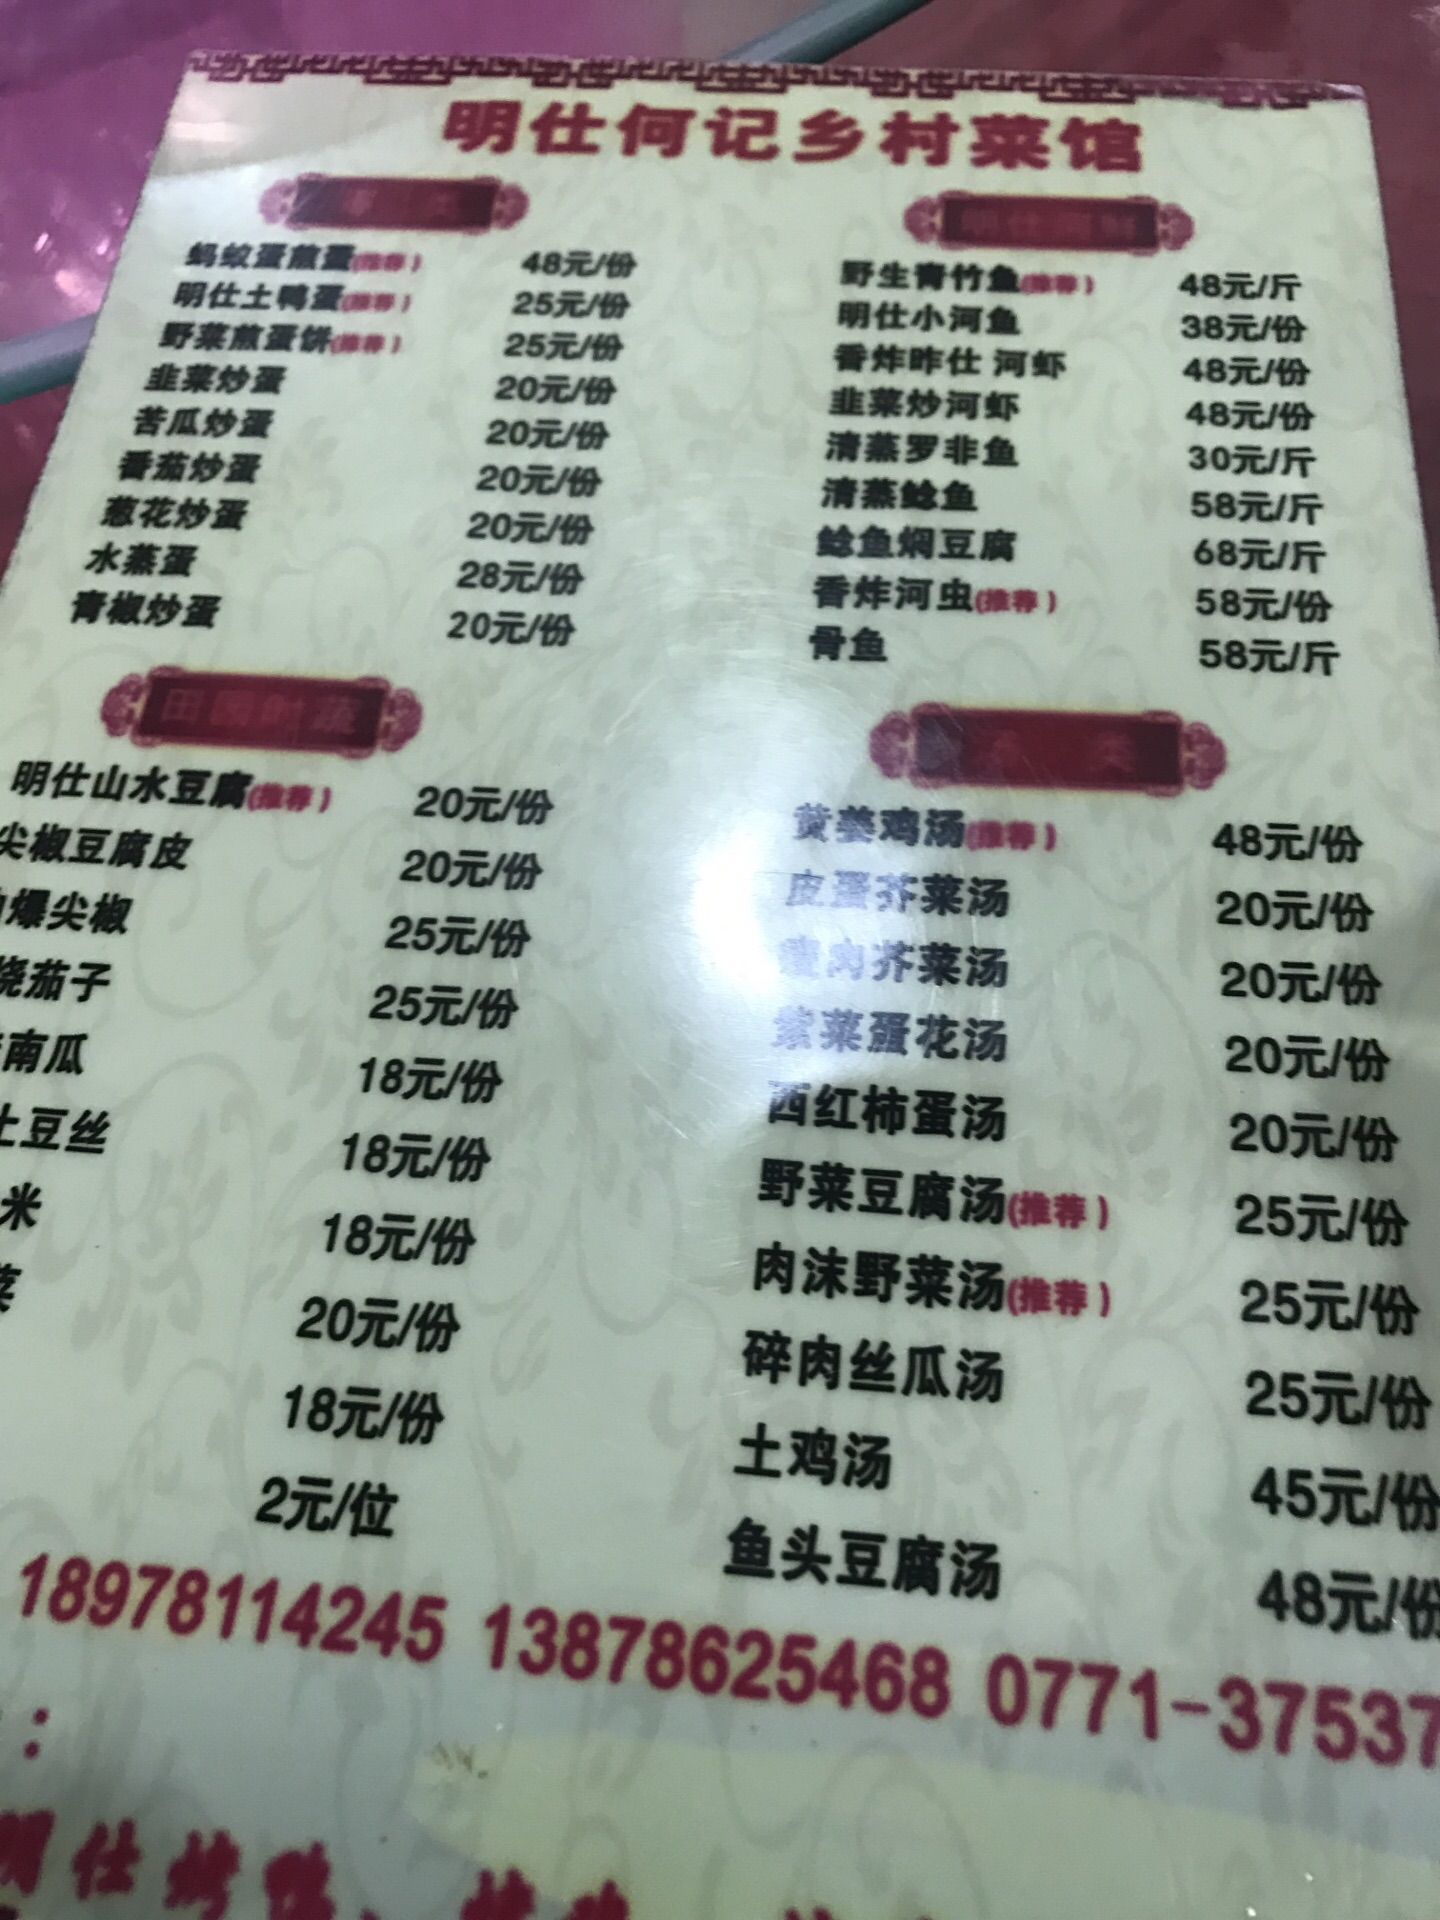 明仕何记乡村菜馆
蚂蚁蛋煎蛋(推荐) 48元/份
明仕土鸭蛋(推荐) 25元/份
野菜煎蛋饼(推荐) 25元/份
韭菜炒蛋 20元/份
苦瓜炒蛋 20元/份
番茄炒蛋 20元/份
葱花炒蛋 20元/份
水蒸蛋 28元/份
青椒炒蛋 20元/份
野生青竹鱼(推荐) 48元/斤
明仕小河鱼 38元/份
香炸昨仕 河虾 48元/份
韭菜炒河虾 48元/份
清蒸罗非鱼 30元/斤
清蒸鲶鱼 58元/斤
鲶鱼焖豆腐 68元/斤
香炸河虫(推荐) 58元/份
骨鱼 58元/斤
田園鲜蔬
明仕山水豆腐(推荐) 20元/份
尖椒豆腐皮 20元/份
爆尖椒 25元/份
烧茄子 25元/份
南瓜 18元/份
土豆丝 18元/份
米 18元/份
菜 20元/份
18元/份
2元/位
黄姜鸡汤(推荐) 48元/份
皮蛋芥菜汤 20元/份
瘦肉芥菜汤 20元/份
紫菜蛋花汤 20元/份
西红柿蛋汤 20元/份
野菜豆腐汤(推荐) 25元/份
肉沫野菜汤(推荐) 25元/份
碎肉丝瓜汤 25元/份
土鸡汤 45元/份
鱼头豆腐汤 48元/份
18978114245 13878625468 0771-37537
:
明仕烤鸭、